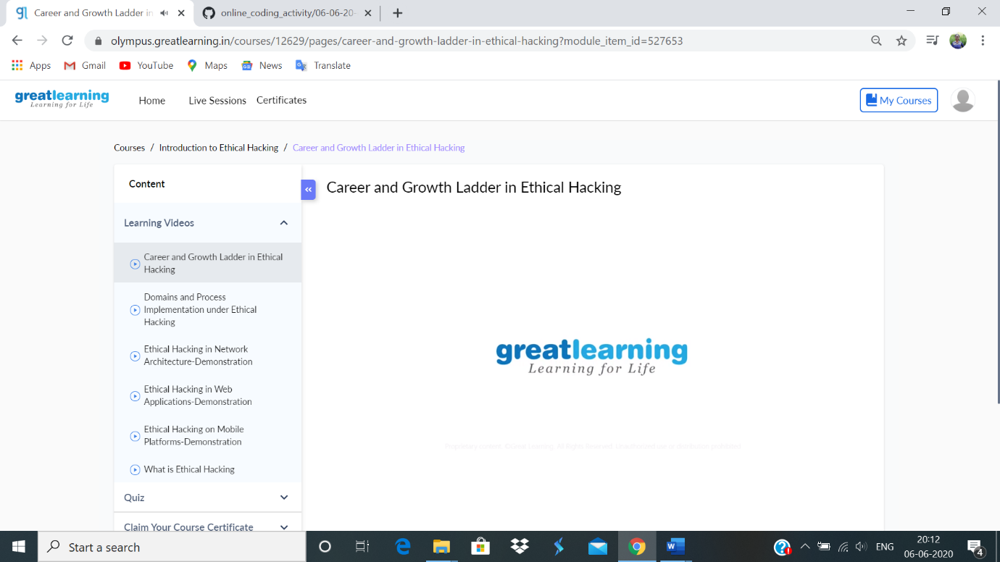 gl Career and Growth Ladder in
online_coding_activity/06-06-20-
olympus.greatlearning.in/courses/12629/pages/career-and-growth-ladder-in-ethical-hacking?module_item_id=527653
Apps Gmail YouTube Maps News Translate
greatlearning
Learning for Life
Home Live Sessions Certificates My Courses
Courses / Introduction to Ethical Hacking / Career and Growth Ladder in Ethical Hacking
Content
Career and Growth Ladder in Ethical Hacking
Learning Videos
Career and Growth Ladder in Ethical
Hacking
Domains and Process
Implementation under Ethical
Hacking
Ethical Hacking in Network
Architecture-Demonstration
Ethical Hacking in Web
Applications-Demonstration
Ethical Hacking on Mobile
Platforms-Demonstration
What is Ethical Hacking
Quiz
Claim Your Course Certificate
greatlearning
Learning for Life
Proprietary content. ©Great Learning. All Rights Reserved. Unauthorized use or distribution prohibited
Start a search
ENG
20:12
06-06-2020
4